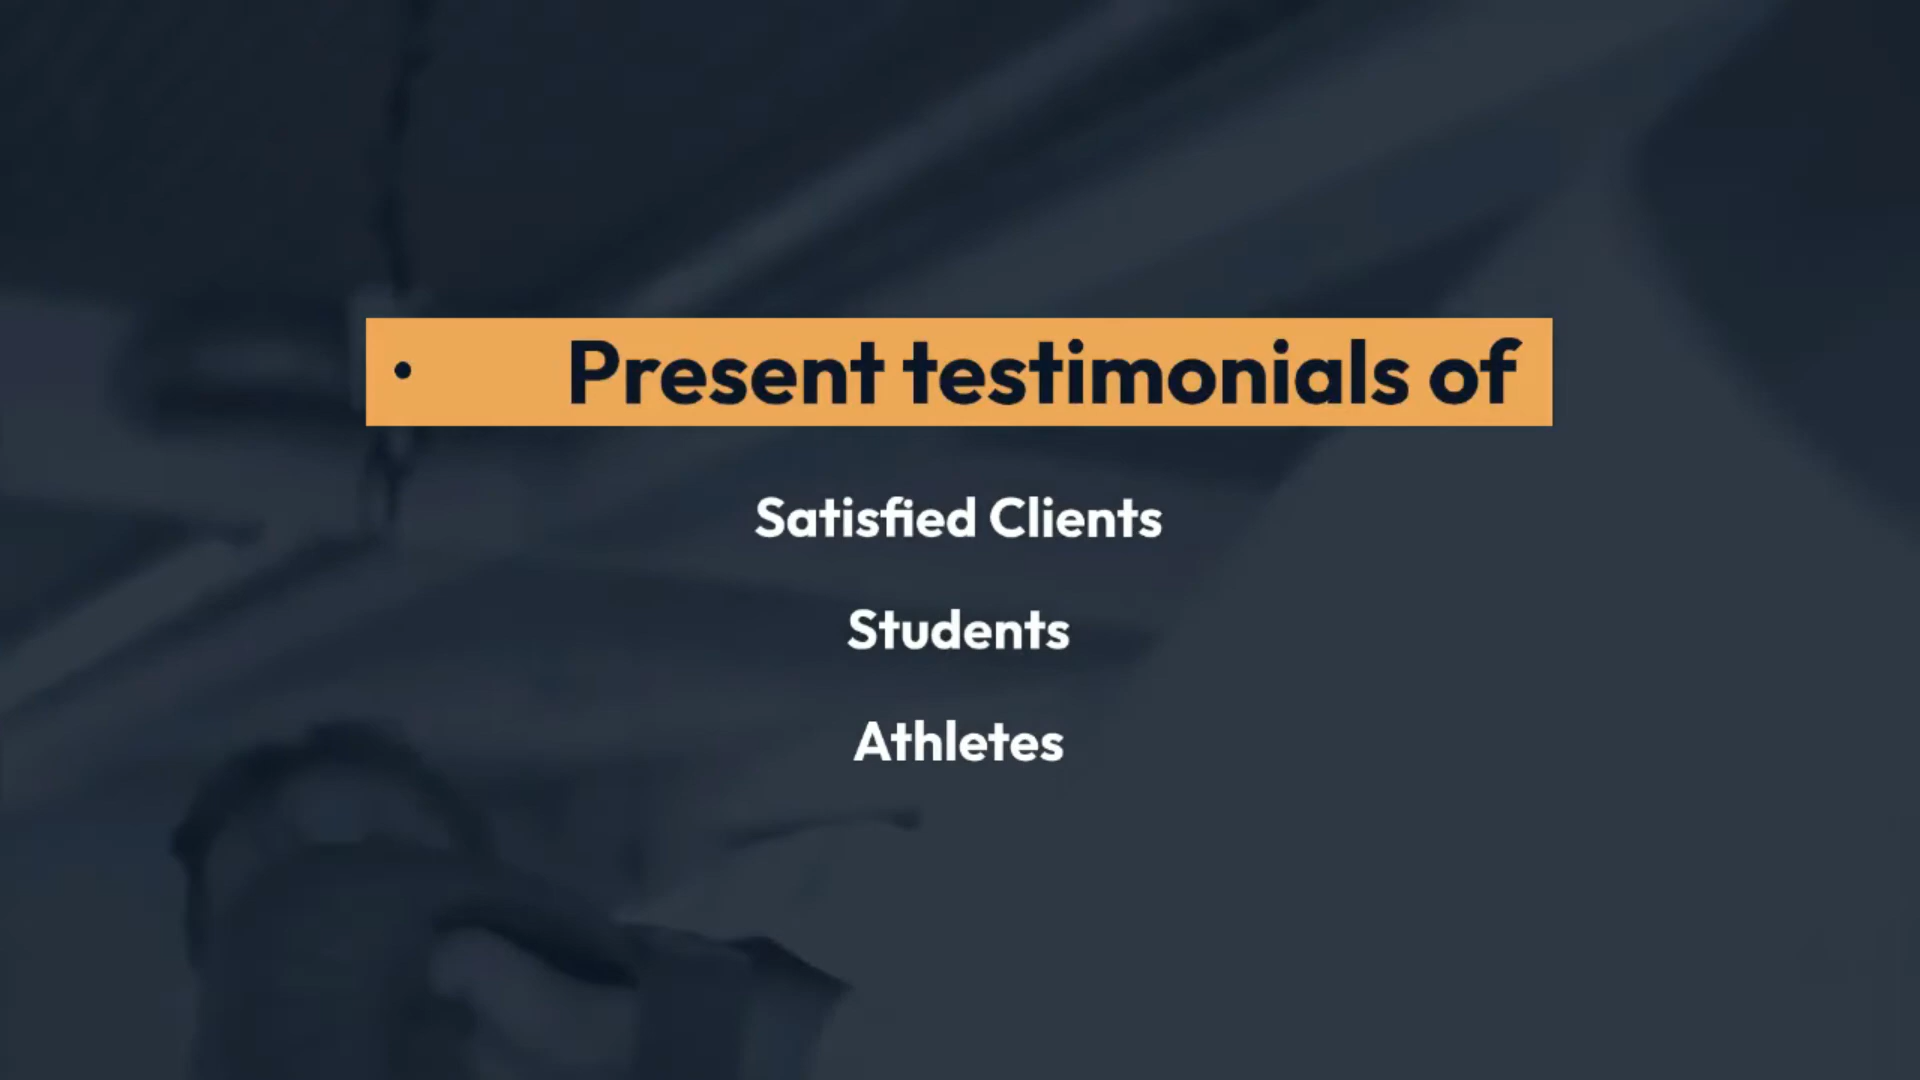 • Present testimonials of
Satisfied Clients
Students
Athletes